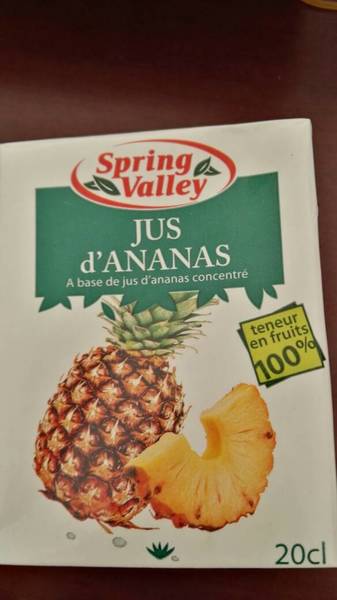 Spring
Valley
JUS
d'ANANAS
A base de jus d'ananas concentré
teneur
en fruits
100%
20cl